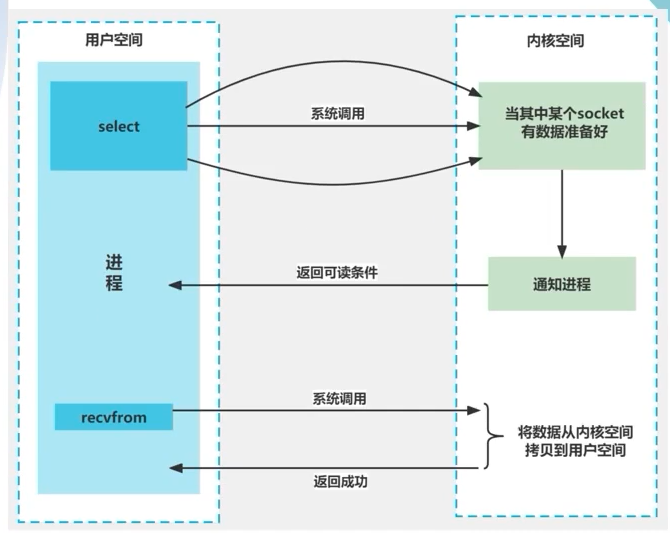 用户空间
内核空间
select
系统调用
当其中某个socket
有数据准备好
进
程
返回可读条件
通知进程
recvfrom
系统调用
将数据从内核空间
拷贝到用户空间
返回成功